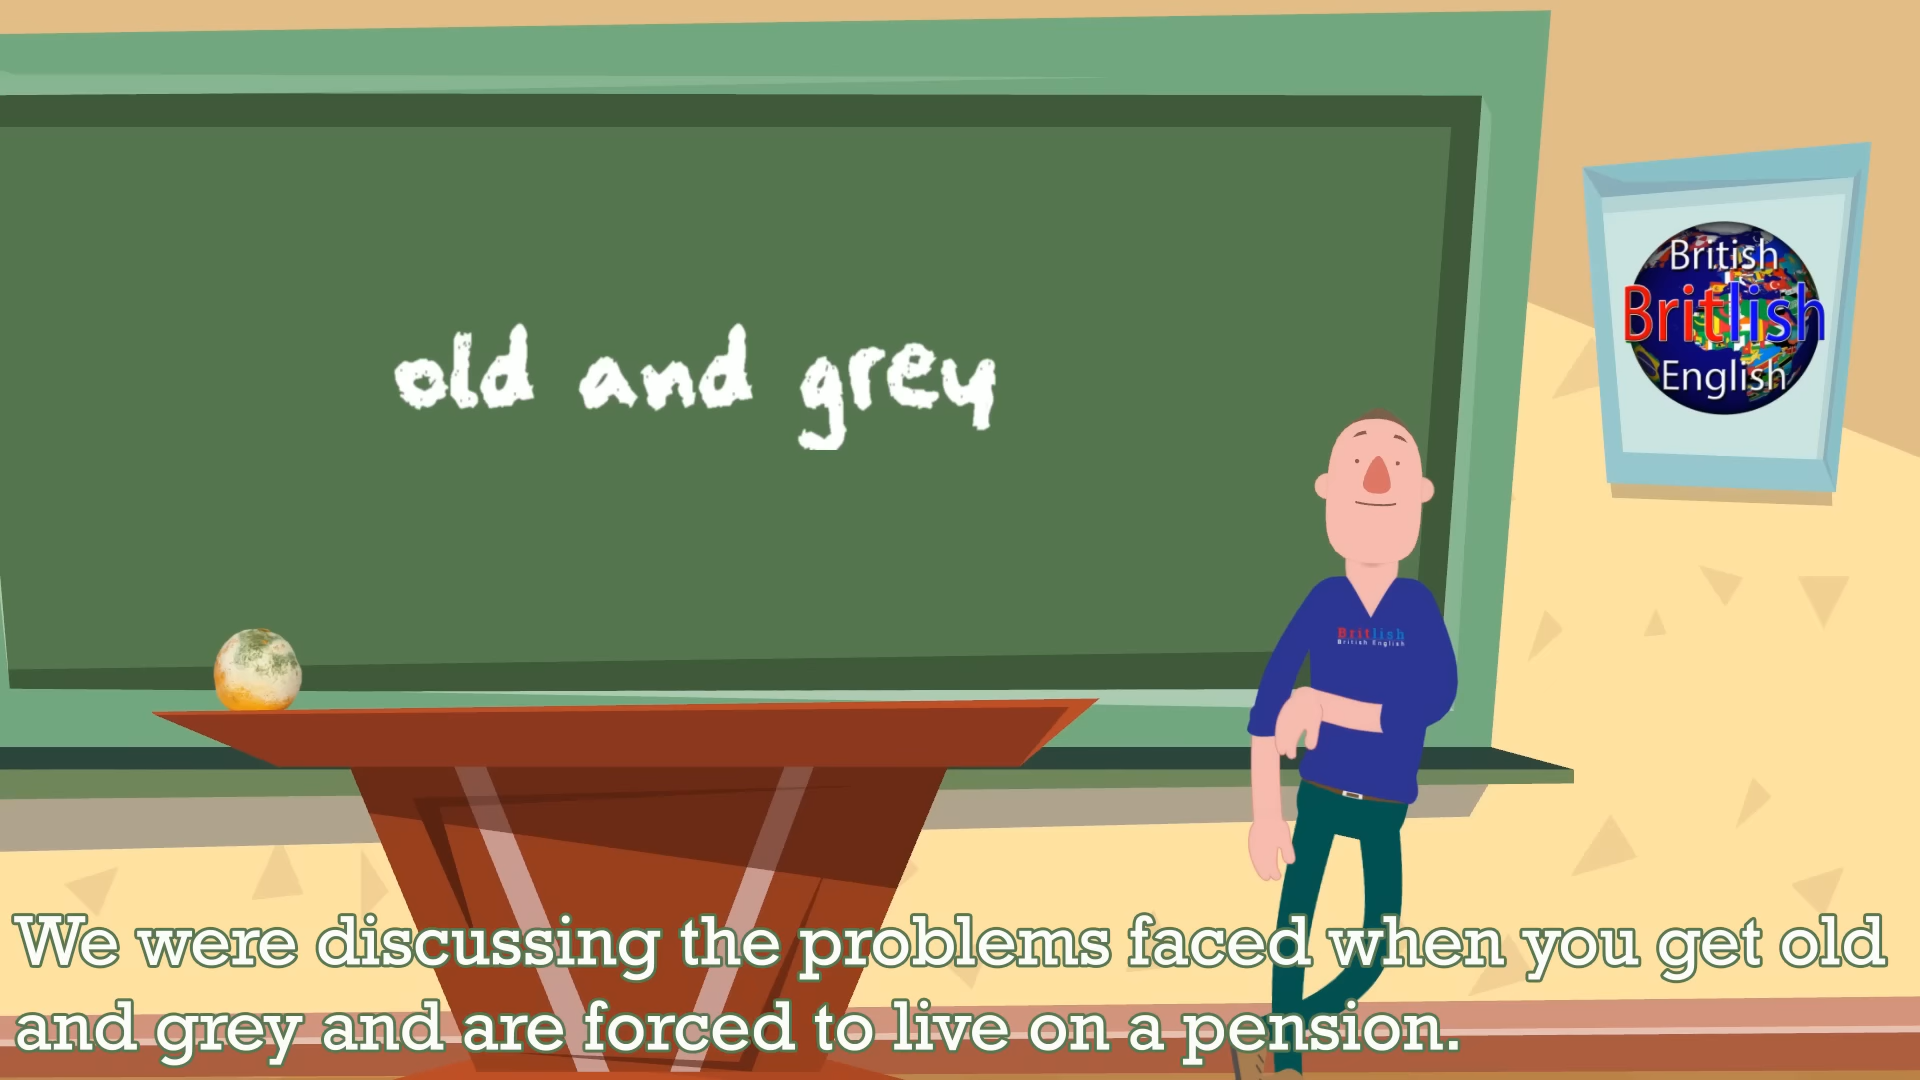 old and grey
British
Britlish
English
Britlish
British English
We were discussing the problems faced when you get old
and grey and are forced to live on a pension.